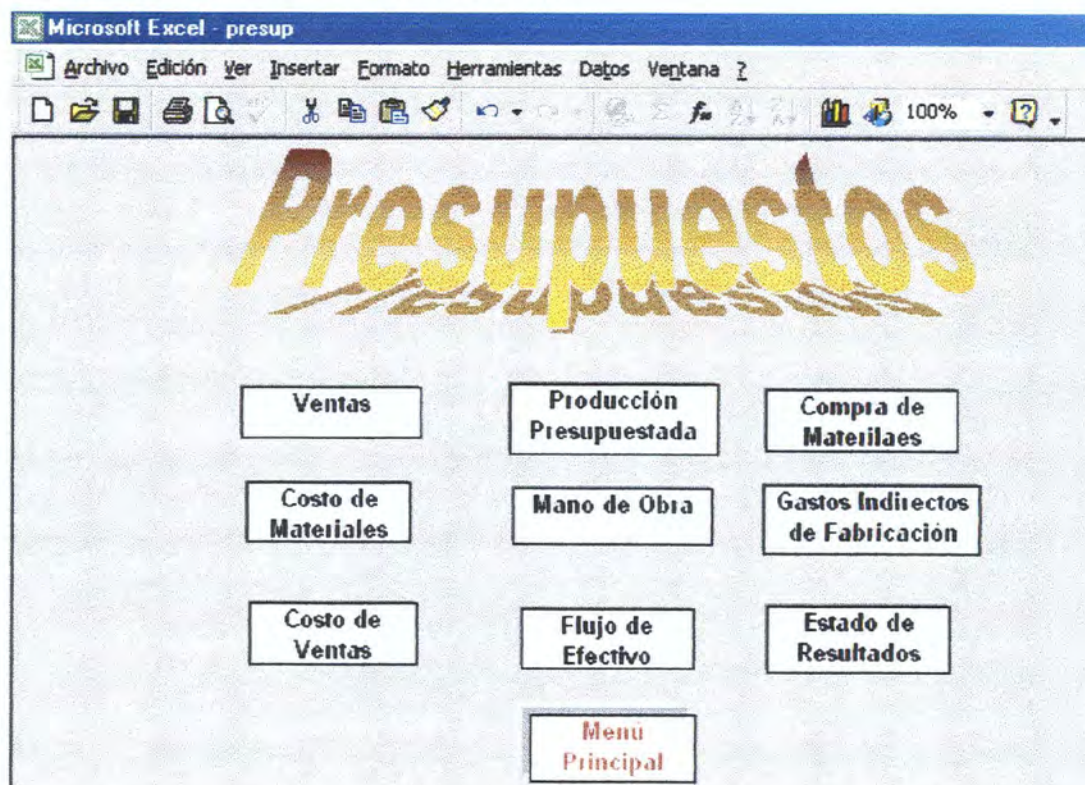 Microsoft Excel - presup
Archivo Edición Ver Insertar Formato Herramientas Datos Ventana ?
100%
Presupuestos
Ventas
Producción
Presupuestada
Compra de
Materilaes
Costo de
Materiales
Mano de Obra
Gastos Indirectos
de Fabricación
Costo de
Ventas
Flujo de
Efectivo
Estado de
Resultados
Menú
Principal